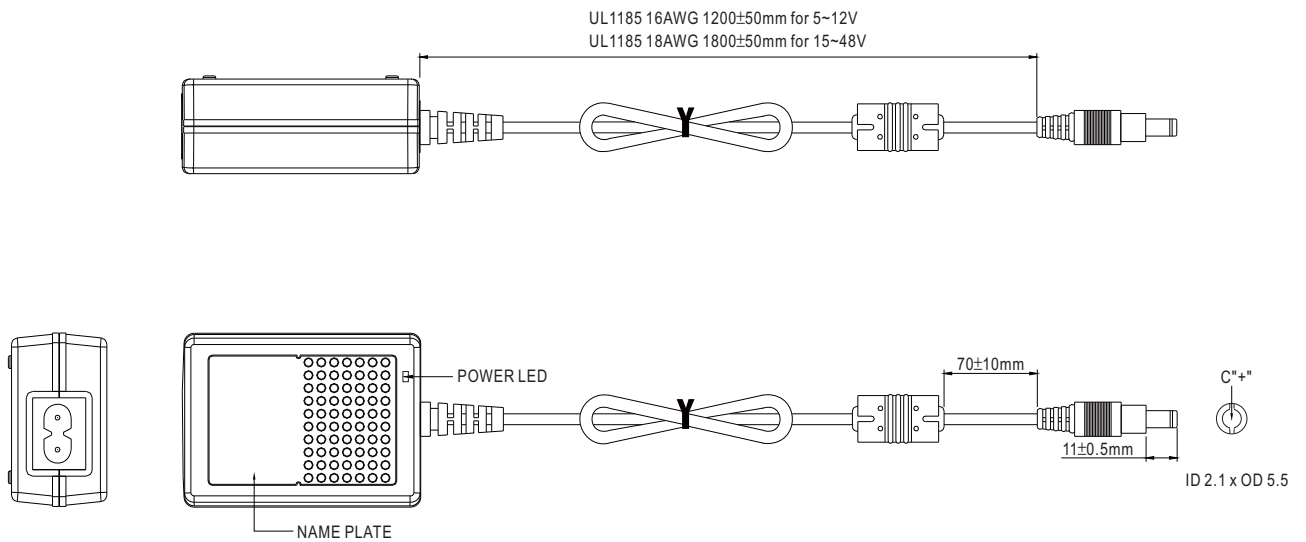 UL1185 16AWG 1200±50mm for 5~12V
UL1185 18AWG 1800±50mm for 15~48V
POWER LED
70±10mm
C"+"
11±0.5mm
ID 2.1 x OD 5.5
NAME PLATE